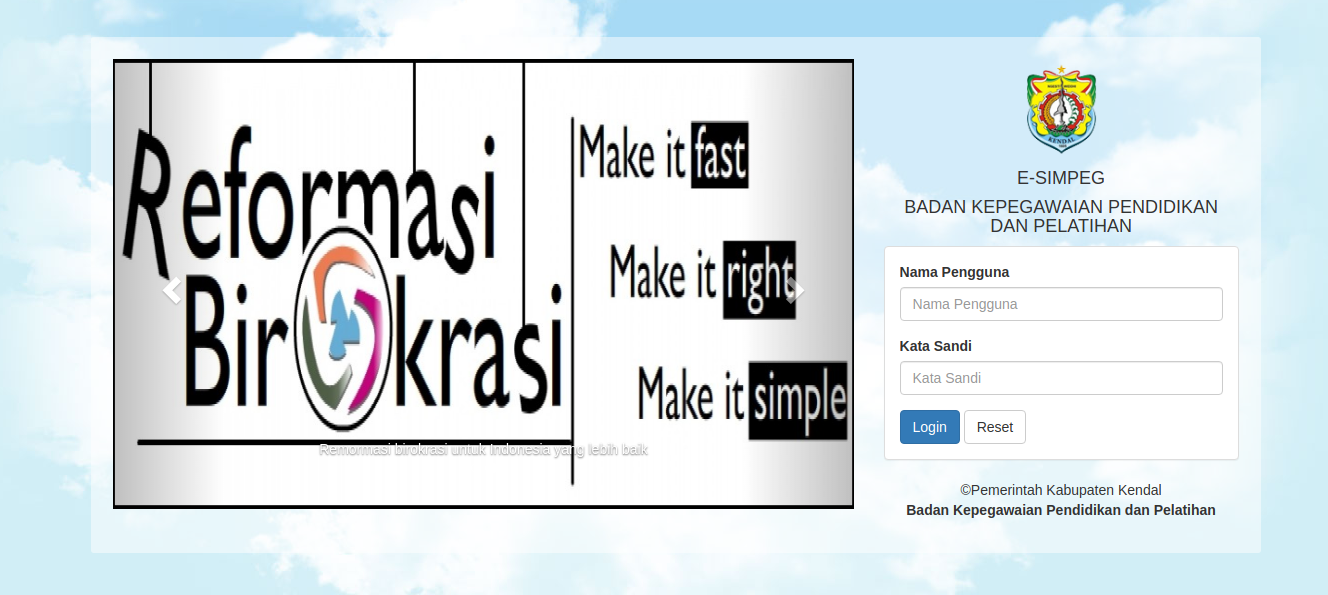 Reformasi
Birokrasi
Make it fast
Make it right
Make it simple
Remormasi birokrasi untuk Indonesia yang lebih baik
KENDAL
E-SIMPEG
BADAN KEPEGAWAIAN PENDIDIKAN
DAN PELATIHAN
Nama Pengguna
Nama Pengguna
Kata Sandi
Kata Sandi
Login Reset
©Pemerintah Kabupaten Kendal
Badan Kepegawaian Pendidikan dan Pelatihan